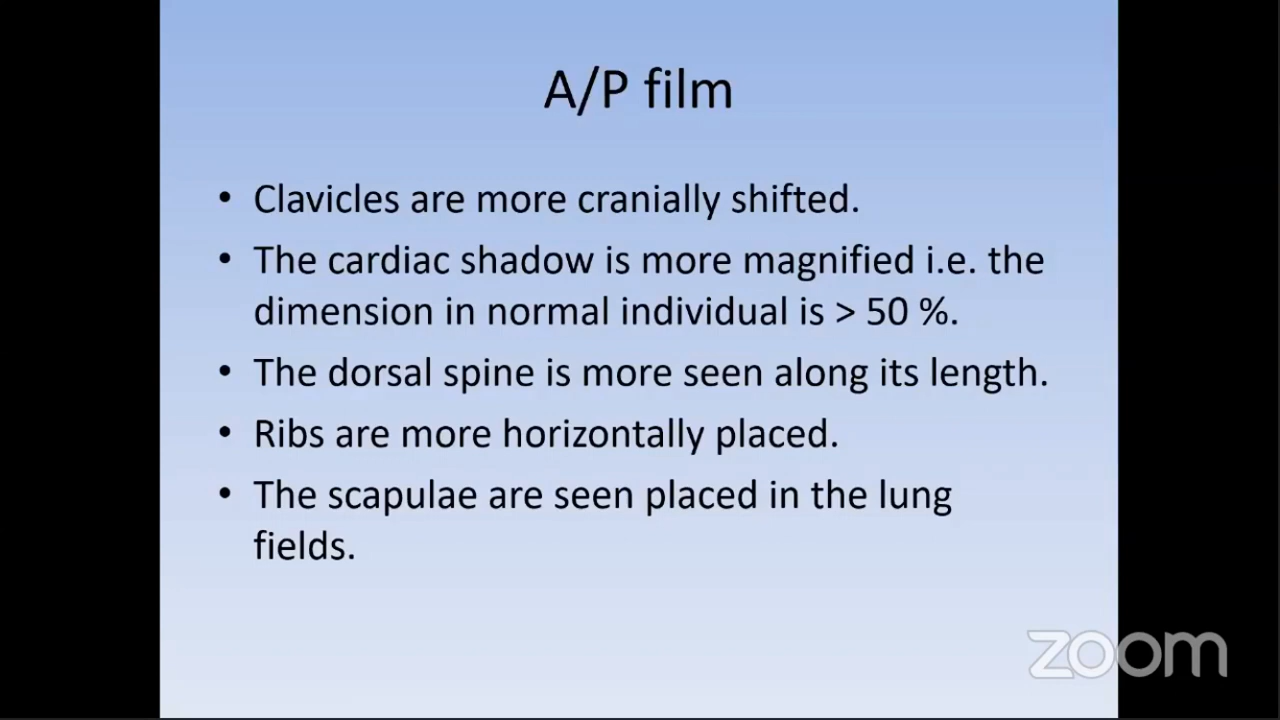 A/P film
• Clavicles are more cranially shifted.
• The cardiac shadow is more magnified i.e. the
dimension in normal individual is > 50 %.
• The dorsal spine is more seen along its length.
• Ribs are more horizontally placed.
• The scapulae are seen placed in the lung
fields.
zoom